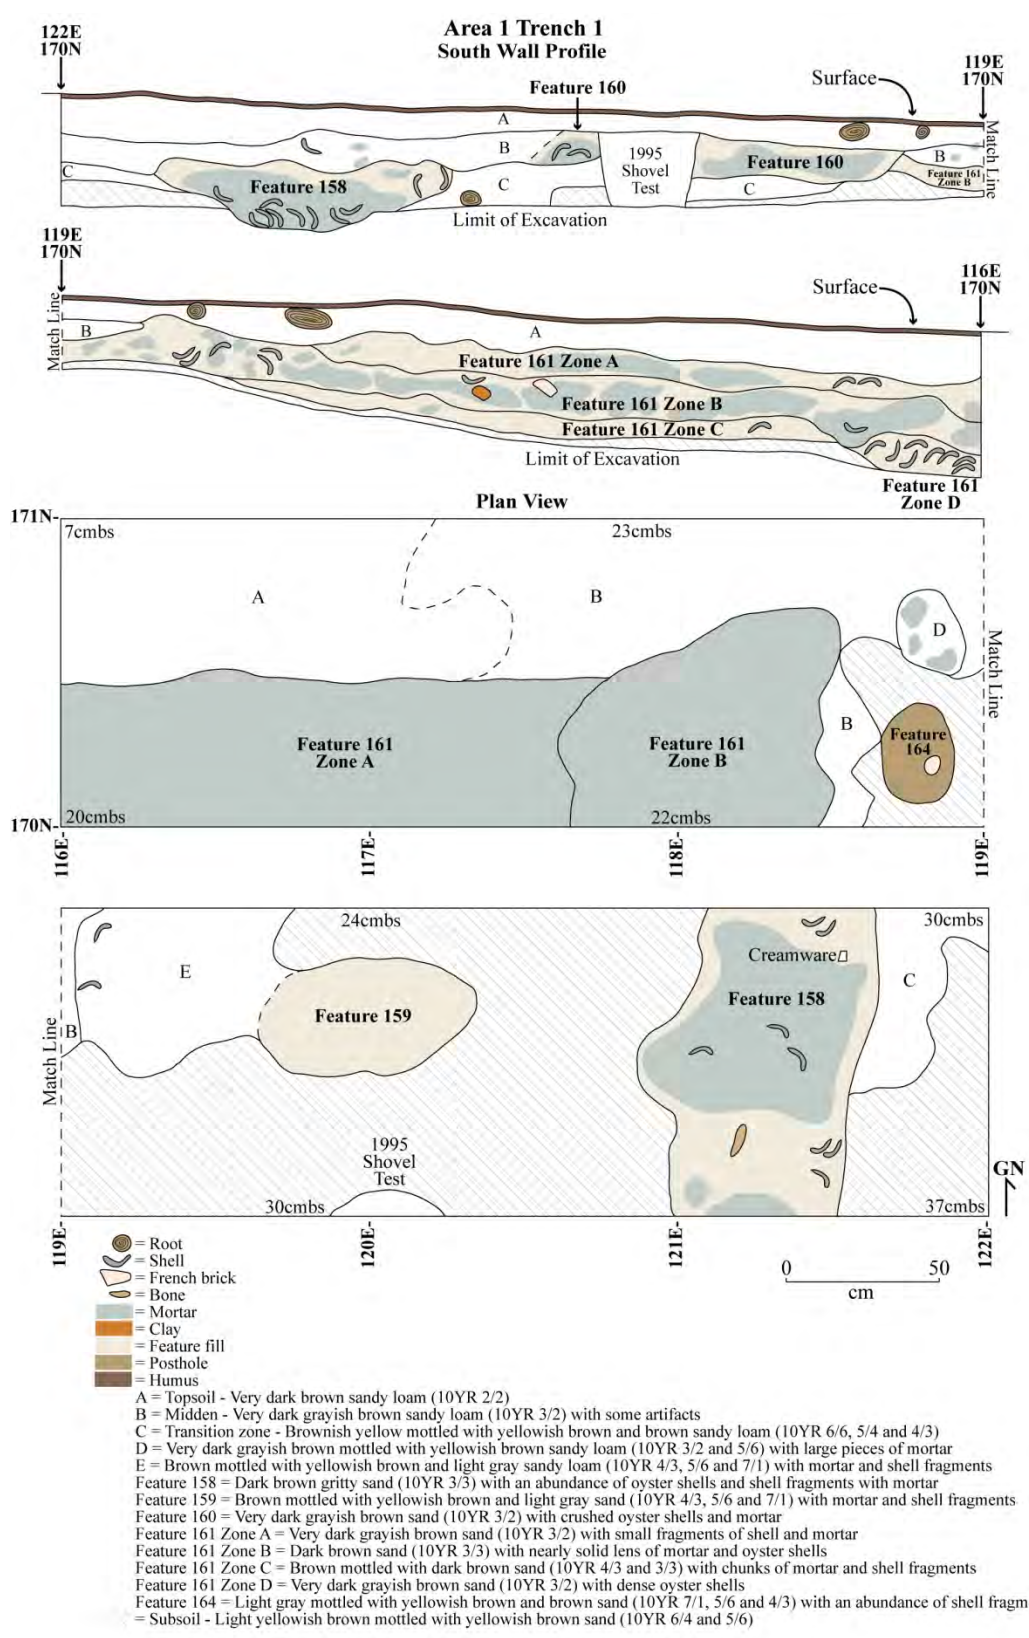 Area 1 Trench 1
South Wall Profile
122E
170N
119E
170N
Surface
Feature 160
A
B
1995
Shovel
Test
Feature 160
B
Match Line
C
Feature 158
C
C
Feature 161
Zone B
Limit of Excavation
119E
170N
116E
170N
Surface
Match Line
B
A
Feature 161 Zone A
Feature 161 Zone B
Feature 161 Zone C
Limit of Excavation
Feature 161
Zone D
Plan View
171N
7cmbs
23cmbs
A
B
D
Match Line
Feature 161
Zone A
Feature 161
Zone B
B
Feature
164
170N
20cmbs
22cmbs
116E
117E
118E
119E
24cmbs
30cmbs
E
Creamware
C
Feature 158
Feature 159
B
Match Line
1995
Shovel
Test
30cmbs
37cmbs
GN
119E
120E
121E
122E
0 50
cm
= Root
= Shell
= French brick
= Bone
= Mortar
= Clay
= Feature fill
= Posthole
= Humus
A = Topsoil - Very dark brown sandy loam (10YR 2/2)
B = Midden - Very dark grayish brown sandy loam (10YR 3/2) with some artifacts
C = Transition zone - Brownish yellow mottled with yellowish brown and brown sandy loam (10YR 6/6, 5/4 and 4/3)
D = Very dark grayish brown mottled with yellowish brown sandy loam (10YR 3/2 and 5/6) with large pieces of mortar
E = Brown mottled with yellowish brown and light gray sandy loam (10YR 4/3, 5/6 and 7/1) with mortar and shell fragments
Feature 158 = Dark brown gritty sand (10YR 3/3) with an abundance of oyster shells and shell fragments with mortar
Feature 159 = Brown mottled with yellowish brown and light gray sand (10YR 4/3, 5/6 and 7/1) with mortar and shell fragments
Feature 160 = Very dark grayish brown sand (10YR 3/2) with crushed oyster shells and mortar
Feature 161 Zone A = Very dark grayish brown sand (10YR 3/2) with small fragments of shell and mortar
Feature 161 Zone B = Dark brown sand (10YR 3/3) with nearly solid lens of mortar and oyster shells
Feature 161 Zone C = Brown mottled with dark brown sand (10YR 4/3 and 3/3) with chunks of mortar and shell fragments
Feature 161 Zone D = Very dark grayish brown sand (10YR 3/2) with dense oyster shells
Feature 164 = Light gray mottled with yellowish brown and brown sand (10YR 7/1, 5/6 and 4/3) with an abundance of shell fragm
= Subsoil - Light yellowish brown mottled with yellowish brown sand (10YR 6/4 and 5/6)